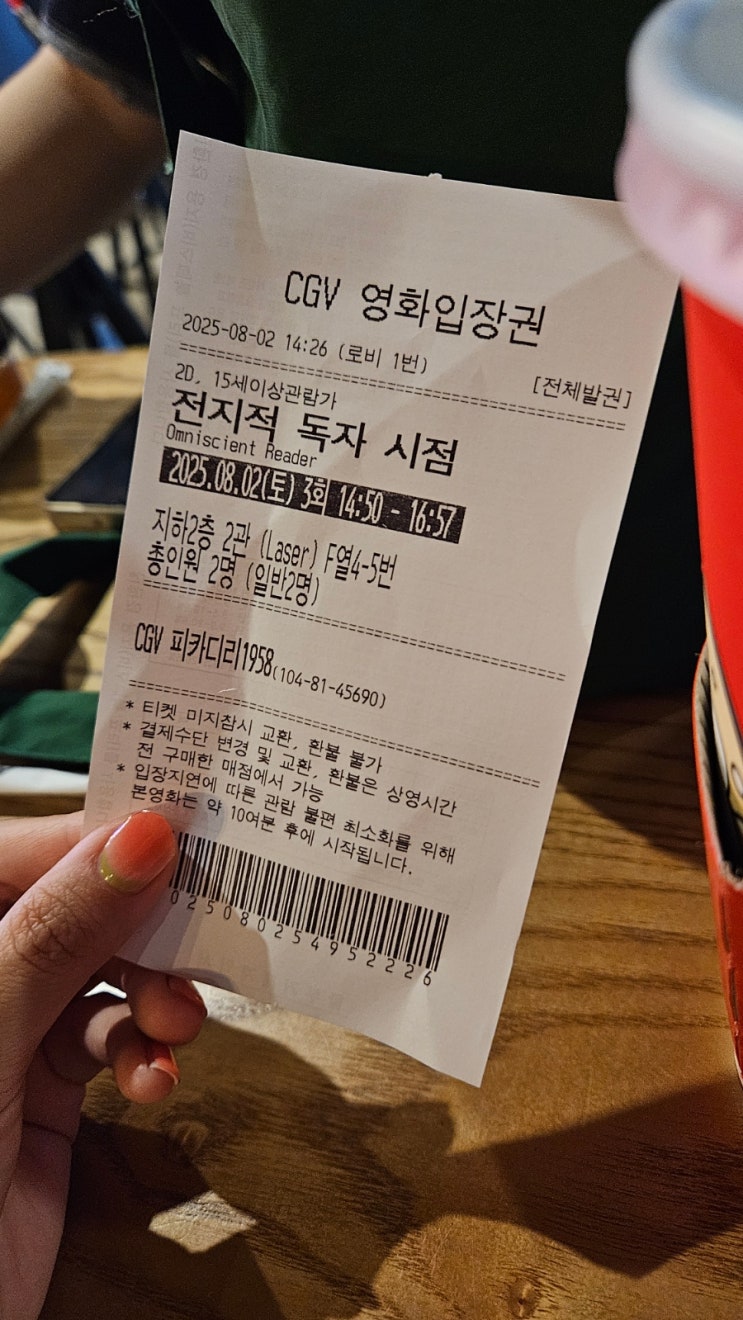 CGV 영화입장권
2025-08-02 14:26 (로비 1번)
[전체발권]
2D, 15세이상관람가
전지적 독자 시점
Omniscient Reader
2025.08.02(토) 3회 14:50 - 16:57
지하2층 2관 (Laser) F열4-5번
총인원 2명 (일반2명)
CGV 피카디리1958(104-81-45690)
* 티켓 미지참시 교환, 환불 불가
* 결제수단 변경 및 교환, 환불은 상영시간
전 구매한 매점에서 가능
* 입장지연에 따른 관람 불편 최소화를 위해
본영화는 약 10여분 후에 시작됩니다.
02508025495222​6